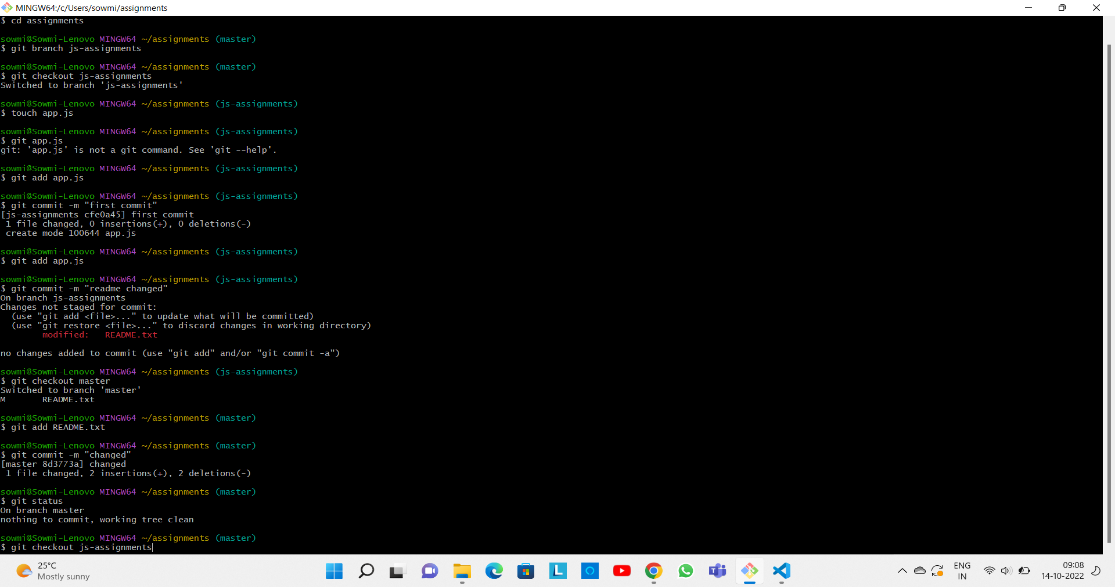 MINGW64:/c/Users/sowmi/assignments
$ cd assignments
sowmi@Sowmi-Lenovo MINGW64 ~/assignments (master)
$ git branch js-assignments
sowmi@Sowmi-Lenovo MINGW64 ~/assignments (master)
$ git checkout js-assignments
Switched to branch 'js-assignments'
sowmi@Sowmi-Lenovo MINGW64 ~/assignments (js-assignments)
$ touch app.js
sowmi@Sowmi-Lenovo MINGW64 ~/assignments (js-assignments)
$ git app.js
git: 'app.js' is not a git command. See 'git --help'.
sowmi@Sowmi-Lenovo MINGW64 ~/assignments (js-assignments)
$ git add app.js
sowmi@Sowmi-Lenovo MINGW64 ~/assignments (js-assignments)
$ git commit -m "first commit"
[js-assignments cfe0a45] first commit
 1 file changed, 0 insertions(+), 0 deletions(-)
 create mode 100644 app.js
sowmi@Sowmi-Lenovo MINGW64 ~/assignments (js-assignments)
$ git add app.js
sowmi@Sowmi-Lenovo MINGW64 ~/assignments (js-assignments)
$ git commit -m "readme changed"
On branch js-assignments
Changes not staged for commit:
  (use "git add <file>..." to update what will be committed)
  (use "git restore <file>..." to discard changes in working directory)
        modified:   README.txt
no changes added to commit (use "git add" and/or "git commit -a")
sowmi@Sowmi-Lenovo MINGW64 ~/assignments (js-assignments)
$ git checkout master
Switched to branch 'master'
M       README.txt
sowmi@Sowmi-Lenovo MINGW64 ~/assignments (master)
$ git add README.txt
sowmi@Sowmi-Lenovo MINGW64 ~/assignments (master)
$ git commit -m "changed"
[master 8d3773a] changed
 1 file changed, 2 insertions(+), 2 deletions(-)
sowmi@Sowmi-Lenovo MINGW64 ~/assignments (master)
$ git status
On branch master
nothing to commit, working tree clean
sowmi@Sowmi-Lenovo MINGW64 ~/assignments (master)
$ git checkout js-assignments
25°C
Mostly sunny
L
ENG
IN
09:08
14-10-2022